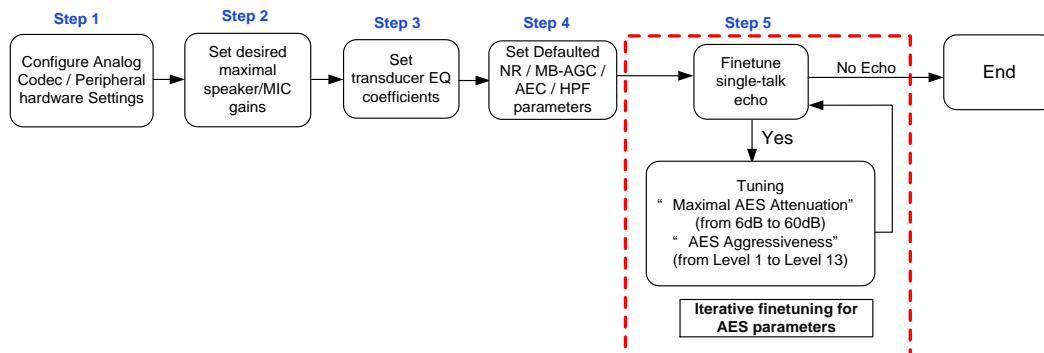 Step 1
Step 2
Step 3
Step 4
Step 5
Configure Analog
Codec / Peripheral
hardware Settings
Set desired
maximal
speaker/MIC
gains
Set
transducer EQ
coefficients
Set Defaulted
NR / MB-AGC /
AEC / HPF
parameters
Finetune
single-talk
echo
No Echo
End
Yes
Tuning
“ Maximal AES Attenuation”
(from 6dB to 60dB)
“ AES Aggressiveness”
(from Level 1 to Level 13)
Iterative finetuning for
AES parameters